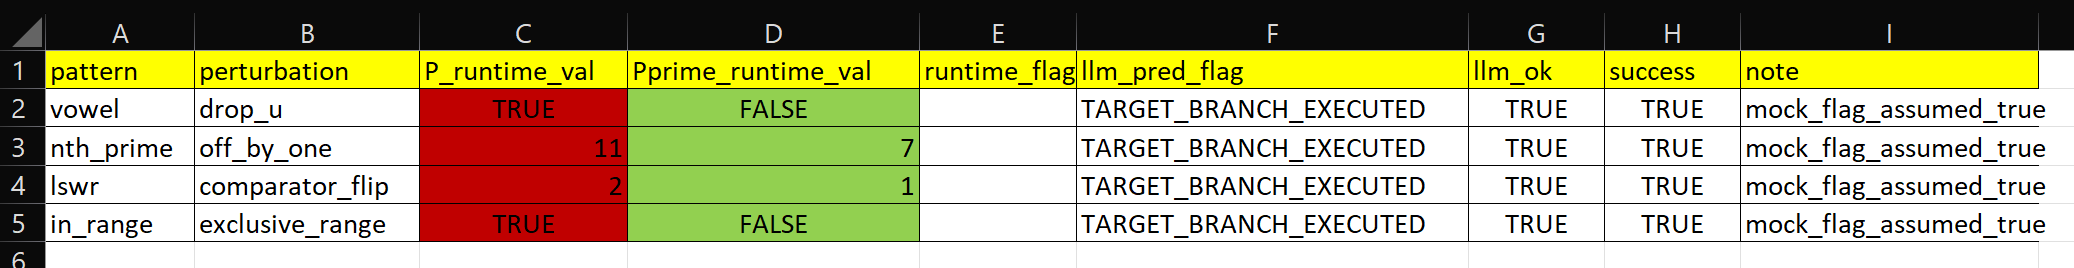 A B C D E F G H I
1 pattern perturbation P_runtime_val Pprime_runtime_val runtime_flag llm_pred_flag llm_ok success note
2 vowel drop_u TRUE FALSE TARGET_BRANCH_EXECUTED TRUE TRUE mock_flag_assumed_true
3 nth_prime off_by_one 11 7 TARGET_BRANCH_EXECUTED TRUE TRUE mock_flag_assumed_true
4 lswr comparator_flip 2 1 TARGET_BRANCH_EXECUTED TRUE TRUE mock_flag_assumed_true
5 in_range exclusive_range TRUE FALSE TARGET_BRANCH_EXECUTED TRUE TRUE mock_flag_assumed_true
6